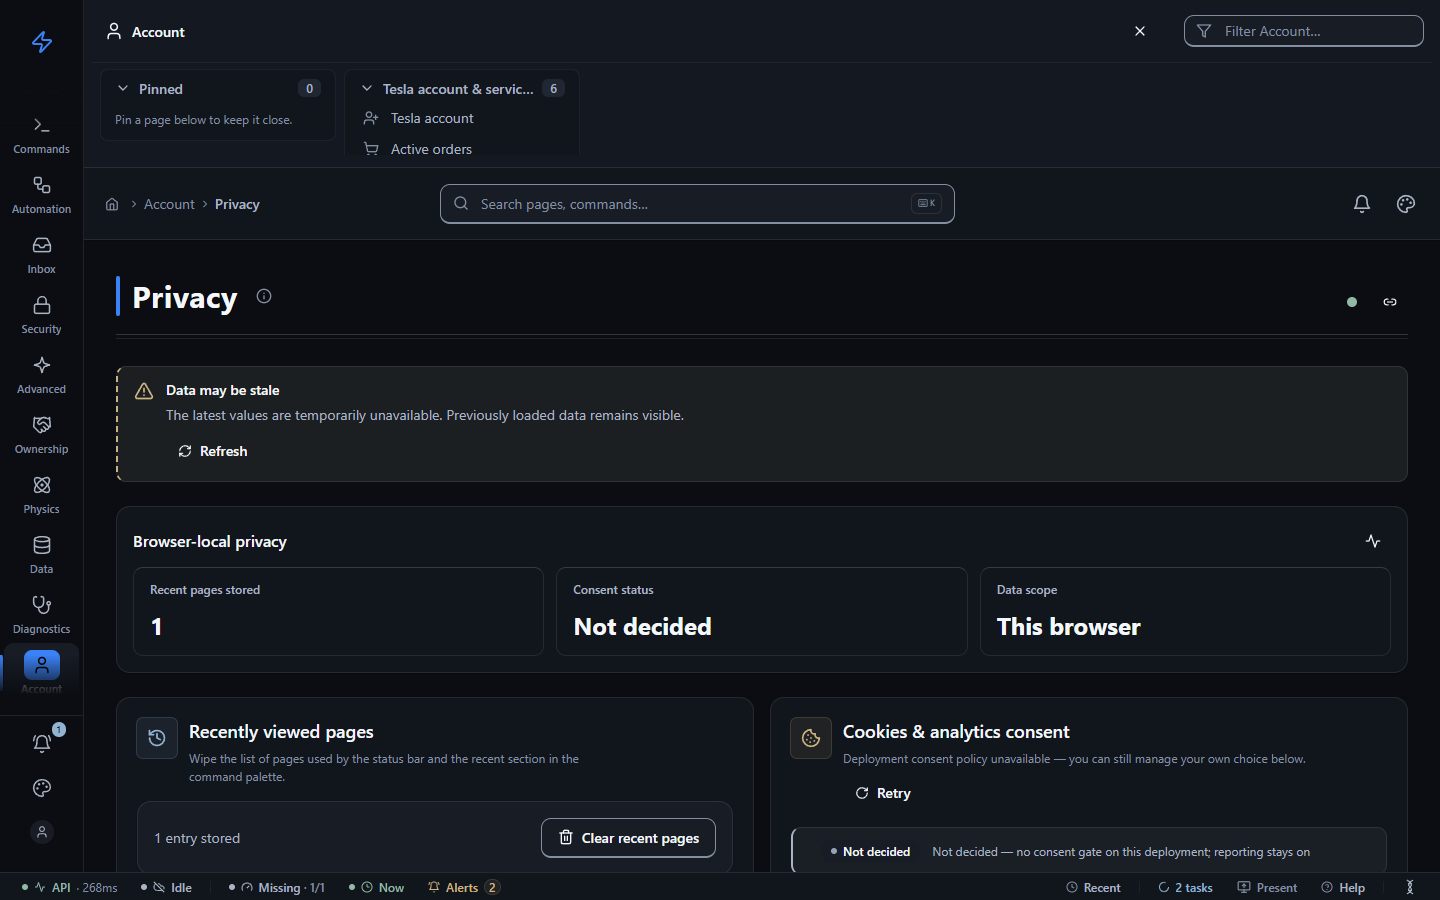 Account
Filter Account...
Pinned
0
Pin a page below to keep it close.
Tesla account & servic...
6
Tesla account
Active orders
Commands
Automation
Inbox
Security
Advanced
Ownership
Physics
Data
Diagnostics
Account
1
Account
Privacy
Search pages, commands...
K
Privacy
Data may be stale
The latest values are temporarily unavailable. Previously loaded data remains visible.
Refresh
Browser-local privacy
Recent pages stored
1
Consent status
Not decided
Data scope
This browser
Recently viewed pages
Wipe the list of pages used by the status bar and the recent section in the
command palette.
1 entry stored
Clear recent pages
Cookies & analytics consent
Deployment consent policy unavailable — you can still manage your own choice below.
Retry
Not decided
Not decided — no consent gate on this deployment; reporting stays on
API · 268ms
Idle
Missing · 1/1
Now
Alerts 2
Recent
2 tasks
Present
Help